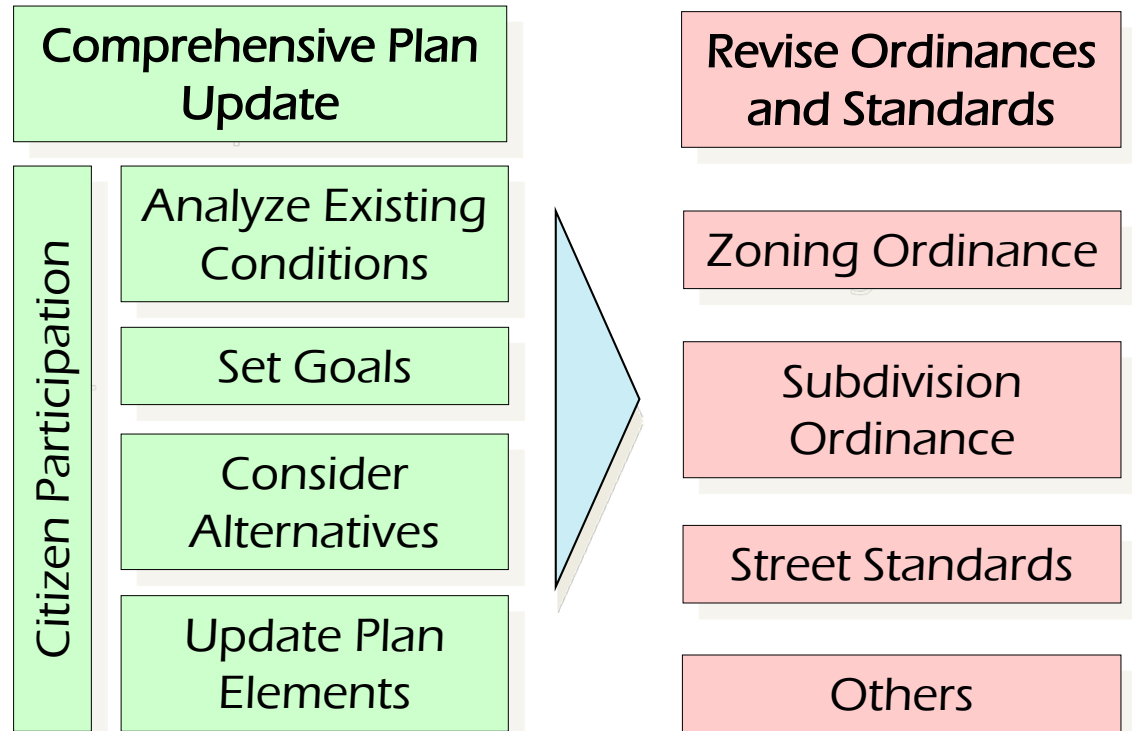 Comprehensive Plan
Update
Citizen Participation
Analyze Existing
Conditions
Set Goals
Consider
Alternatives
Update Plan
Elements
Revise Ordinances
and Standards
Zoning Ordinance
Subdivision
Ordinance
Street Standards
Others